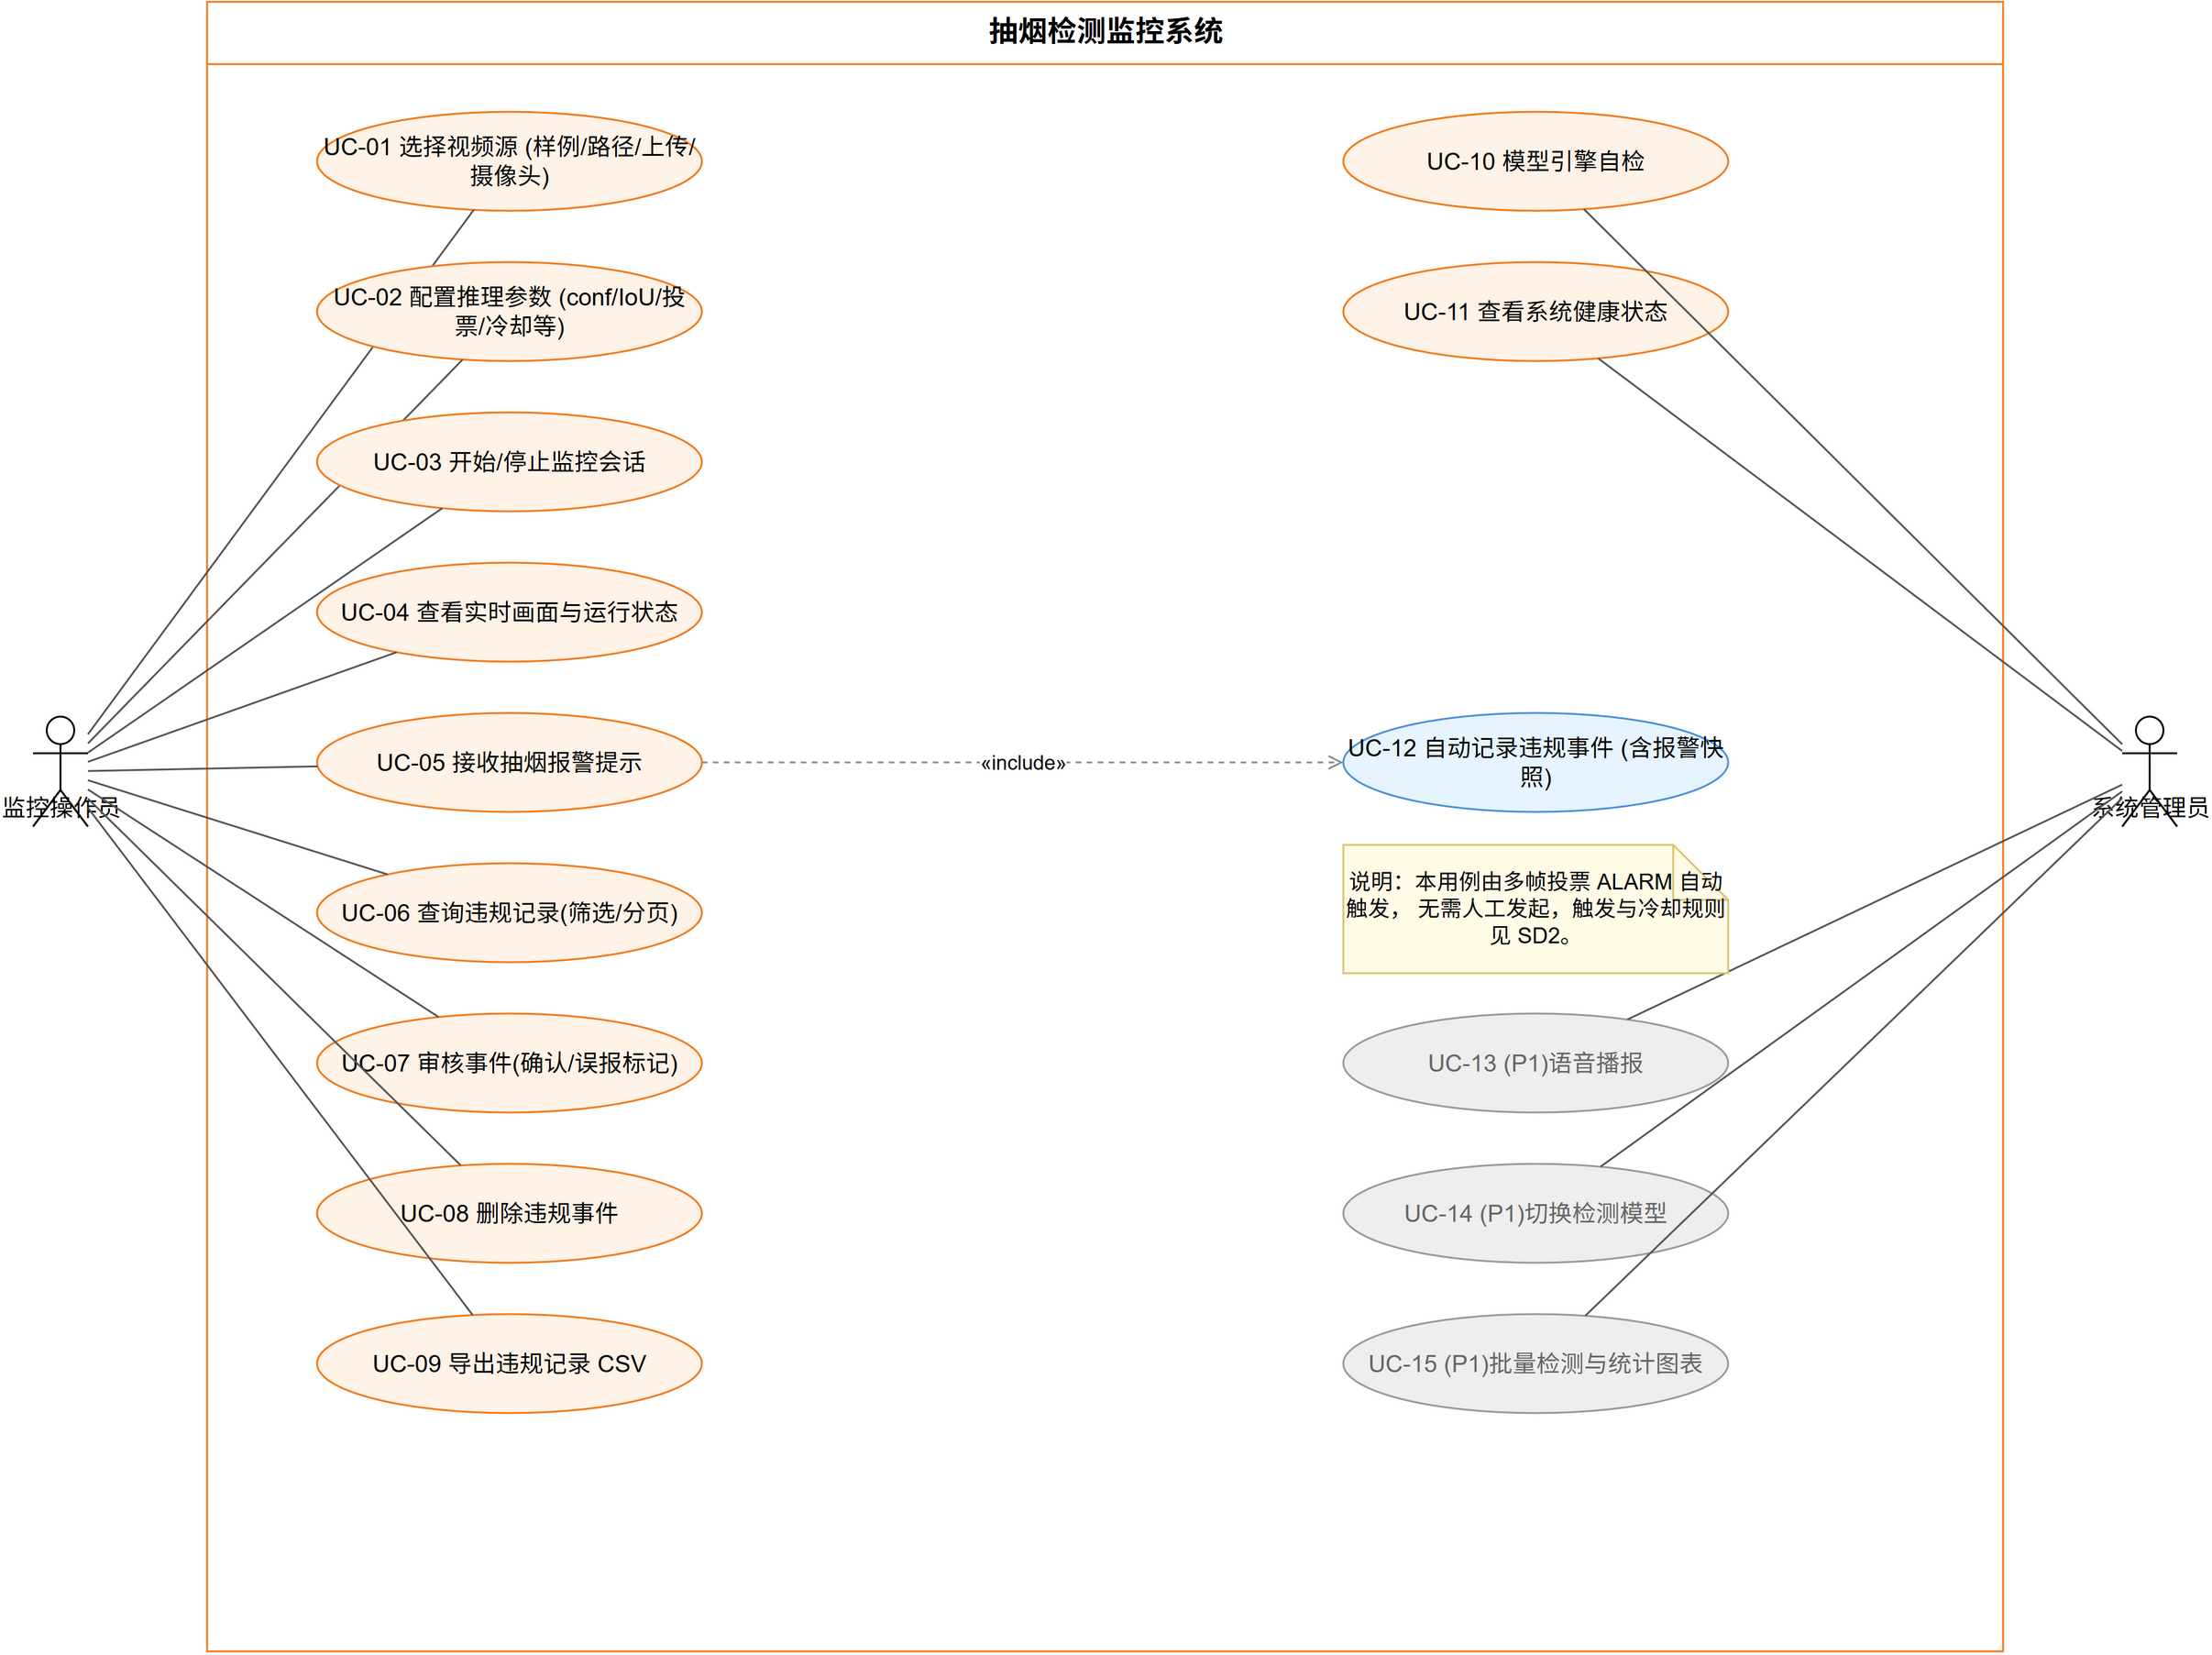 抽烟检测监控系统
UC-01 选择视频源 (样例/路径/上传/
摄像头)
UC-02 配置推理参数 (conf/IoU/投
票/冷却等)
UC-03 开始/停止监控会话
UC-04 查看实时画面与运行状态
UC-05 接收抽烟报警提示
UC-06 查询违规记录(筛选/分页)
UC-07 审核事件(确认/误报标记)
UC-08 删除违规事件
UC-09 导出违规记录 CSV
监控操作员
«include»
UC-10 模型引擎自检
UC-11 查看系统健康状态
UC-12 自动记录违规事件 (含报警快
照)
说明：本用例由多帧投票 ALARM 自动
触发， 无需人工发起，触发与冷却规则
见 SD2。
UC-13 (P1)语音播报
UC-14 (P1)切换检测模型
UC-15 (P1)批量检测与统计图表
系统管理员